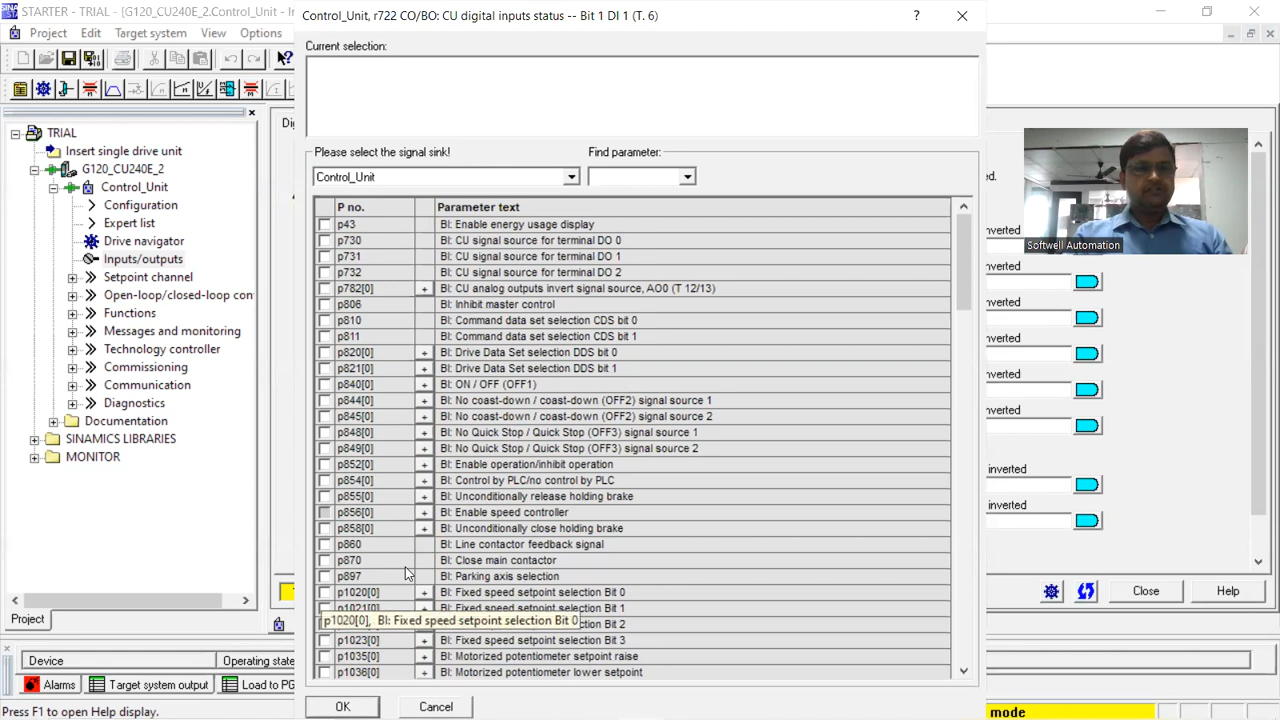 STARTER - TRIAL - [G120_CU240E_2.Control_Unit - In
Control_Unit, r722 CO/BO: CU digital inputs status -- Bit 1 DI 1 (T. 6)
Project Edit Target system View Options
Current selection:
Please select the signal sink!
Find parameter:
Control_Unit
P no. Parameter text
p43 BI: Enable energy usage display
p730 BI: CU signal source for terminal DO 0
p731 BI: CU signal source for terminal DO 1
p732 BI: CU signal source for terminal DO 2
p782[0] + BI: CU analog outputs invert signal source, AO0 (T 12/13)
p806 BI: Inhibit master control
p810 BI: Command data set selection CDS bit 0
p811 BI: Command data set selection CDS bit 1
p820[0] + BI: Drive Data Set selection DDS bit 0
p821[0] + BI: Drive Data Set selection DDS bit 1
p840[0] + BI: ON / OFF (OFF1)
p844[0] + BI: No coast-down / coast-down (OFF2) signal source 1
p845[0] + BI: No coast-down / coast-down (OFF2) signal source 2
p848[0] + BI: No Quick Stop / Quick Stop (OFF3) signal source 1
p849[0] + BI: No Quick Stop / Quick Stop (OFF3) signal source 2
p852[0] + BI: Enable operation/inhibit operation
p854[0] + BI: Control by PLC/no control by PLC
p855[0] + BI: Unconditionally release holding brake
p856[0] + BI: Enable speed controller
p858[0] + BI: Unconditionally close holding brake
p860 BI: Line contactor feedback signal
p870 BI: Close main contactor
p897 BI: Parking axis selection
p1020[0] + BI: Fixed speed setpoint selection Bit 0
p1021[0] + BI: Fixed speed setpoint selection Bit 1
p1020[0], BI: Fixed speed setpoint selection Bit 0
ction Bit 2
p1023[0] + BI: Fixed speed setpoint selection Bit 3
p1035[0] + BI: Motorized potentiometer setpoint raise
p1036[0] + BI: Motorized potentiometer lower setpoint
OK Cancel
TRIAL
Insert single drive unit
G120_CU240E_2
Control_Unit
Configuration
Expert list
Drive navigator
Inputs/outputs
Setpoint channel
Open-loop/closed-loop con
Functions
Messages and monitoring
Technology controller
Commissioning
Communication
Diagnostics
Documentation
SINAMICS LIBRARIES
MONITOR
Project
Dig
ed.
nverted
nverted
nverted
nverted
nverted
nverted
inverted
inverted
Softwell Automation
Close Help
Device Operating state
Alarms Target system output Load to PG
Press F1 to open Help display.
mode